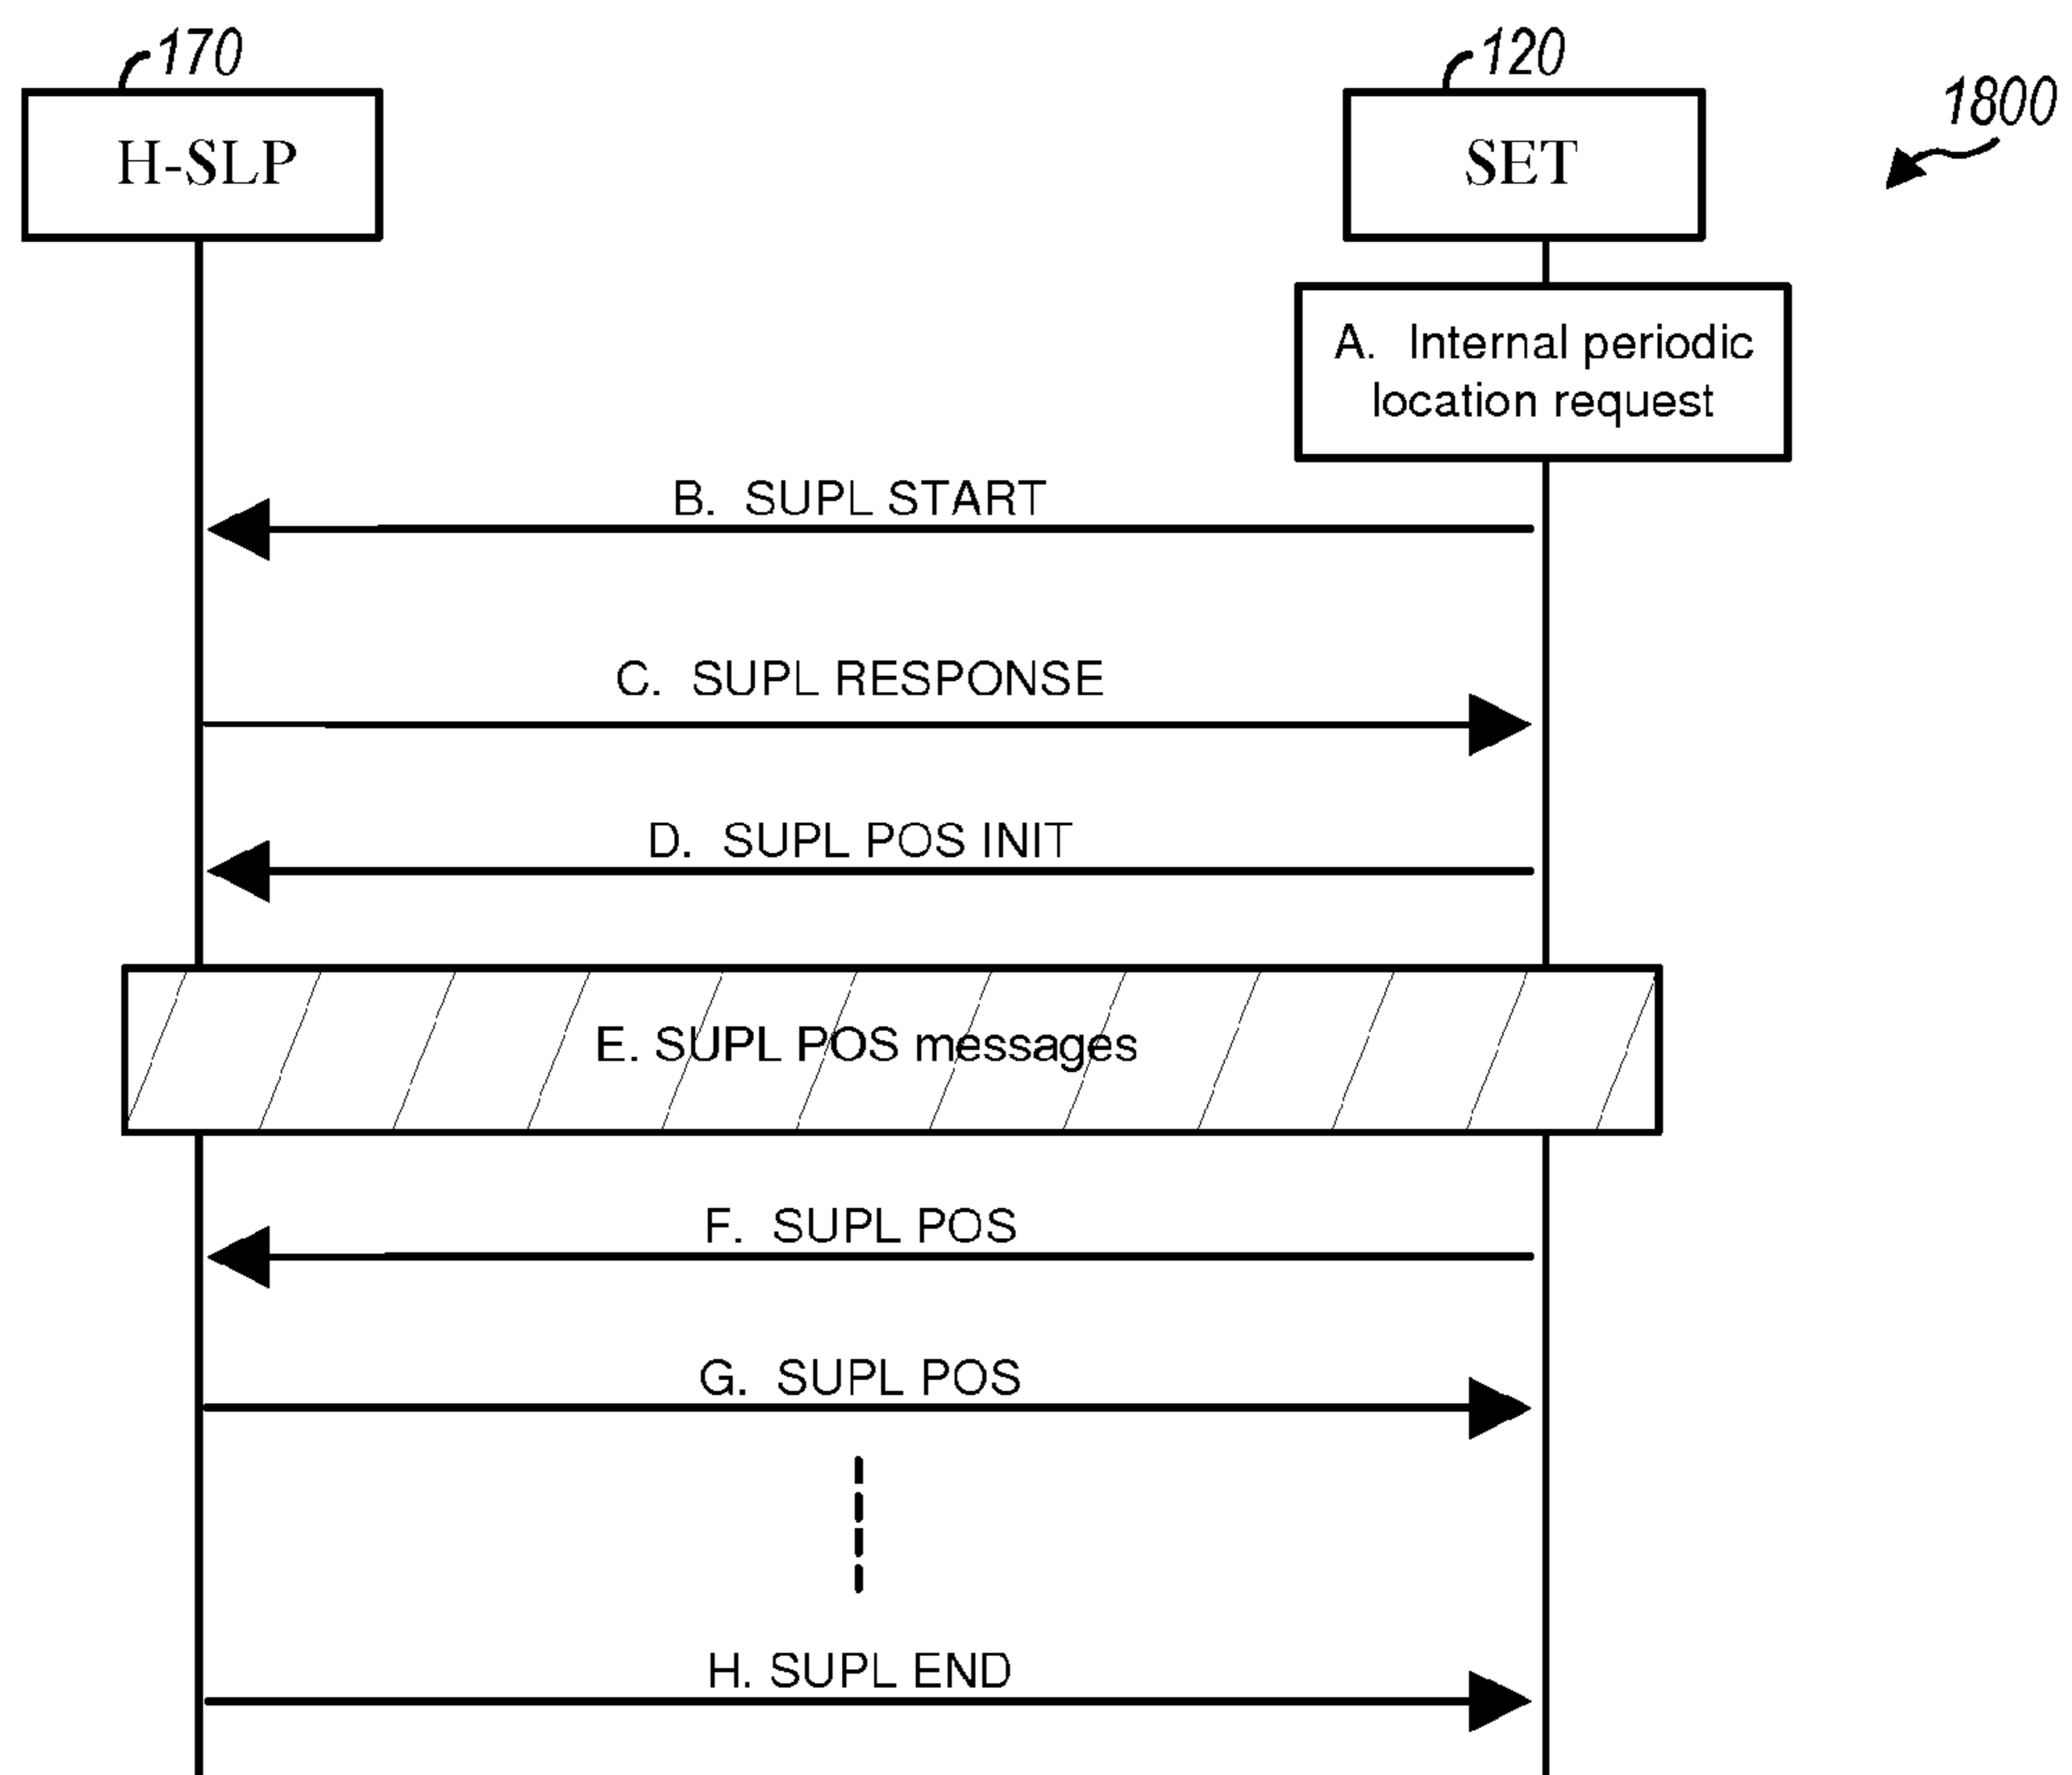 170
120
1800
H-SLP
SET
A. Internal periodic
location request
B. SUPL START
C. SUPL RESPONSE
D. SUPL POS INIT
E. SUPL POS messages
F. SUPL POS
G. SUPL POS
H. SUPL END